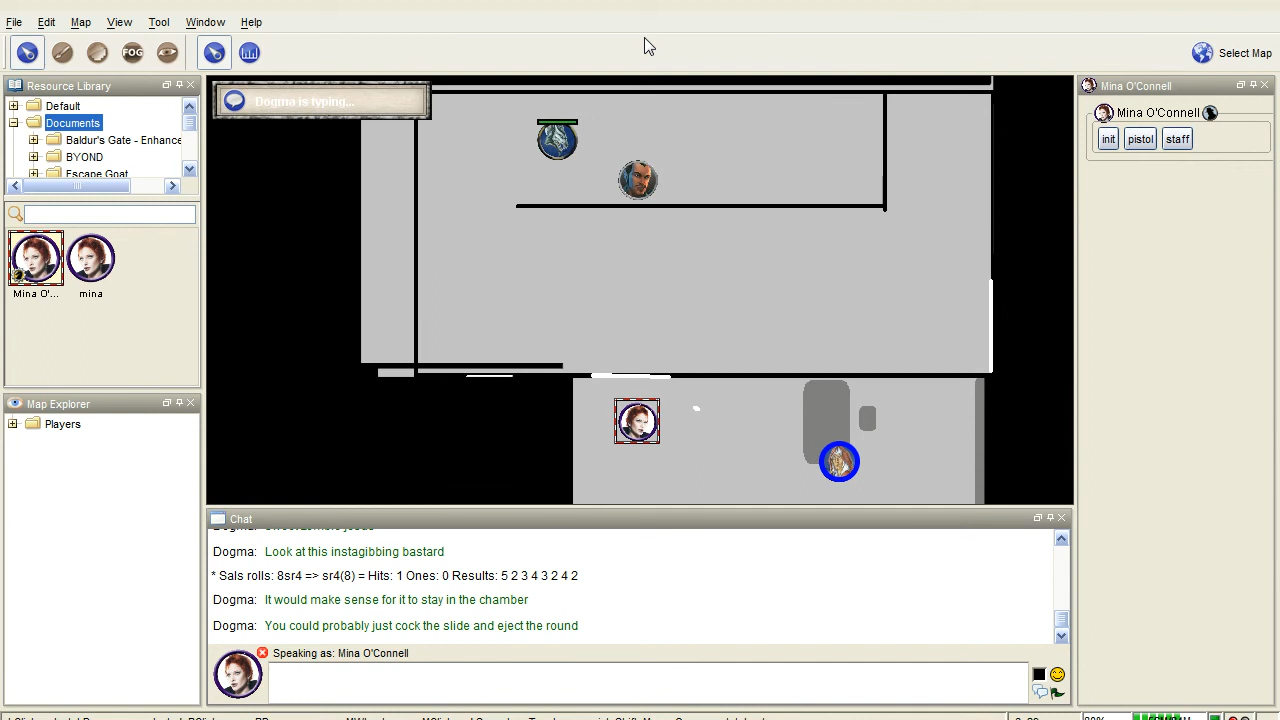 File Edit Map View Tool Window Help
FOG
Select Map
Resource Library
Default
Documents
Baldur's Gate - Enhance
BYOND
Escape Goat
Mina O'... mina
Map Explorer
Players
Dogma is typing...
Mina O'Connell
Mina O'Connell
init pistol staff
Chat
Dogma: Look at this instagibbing bastard
* Sals rolls: 8sr4 => sr4(8) = Hits: 1 Ones: 0 Results: 5 2 3 4 3 2 4 2
Dogma: It would make sense for it to stay in the chamber
Dogma: You could probably just cock the slide and eject the round
Speaking as: Mina O'Connell